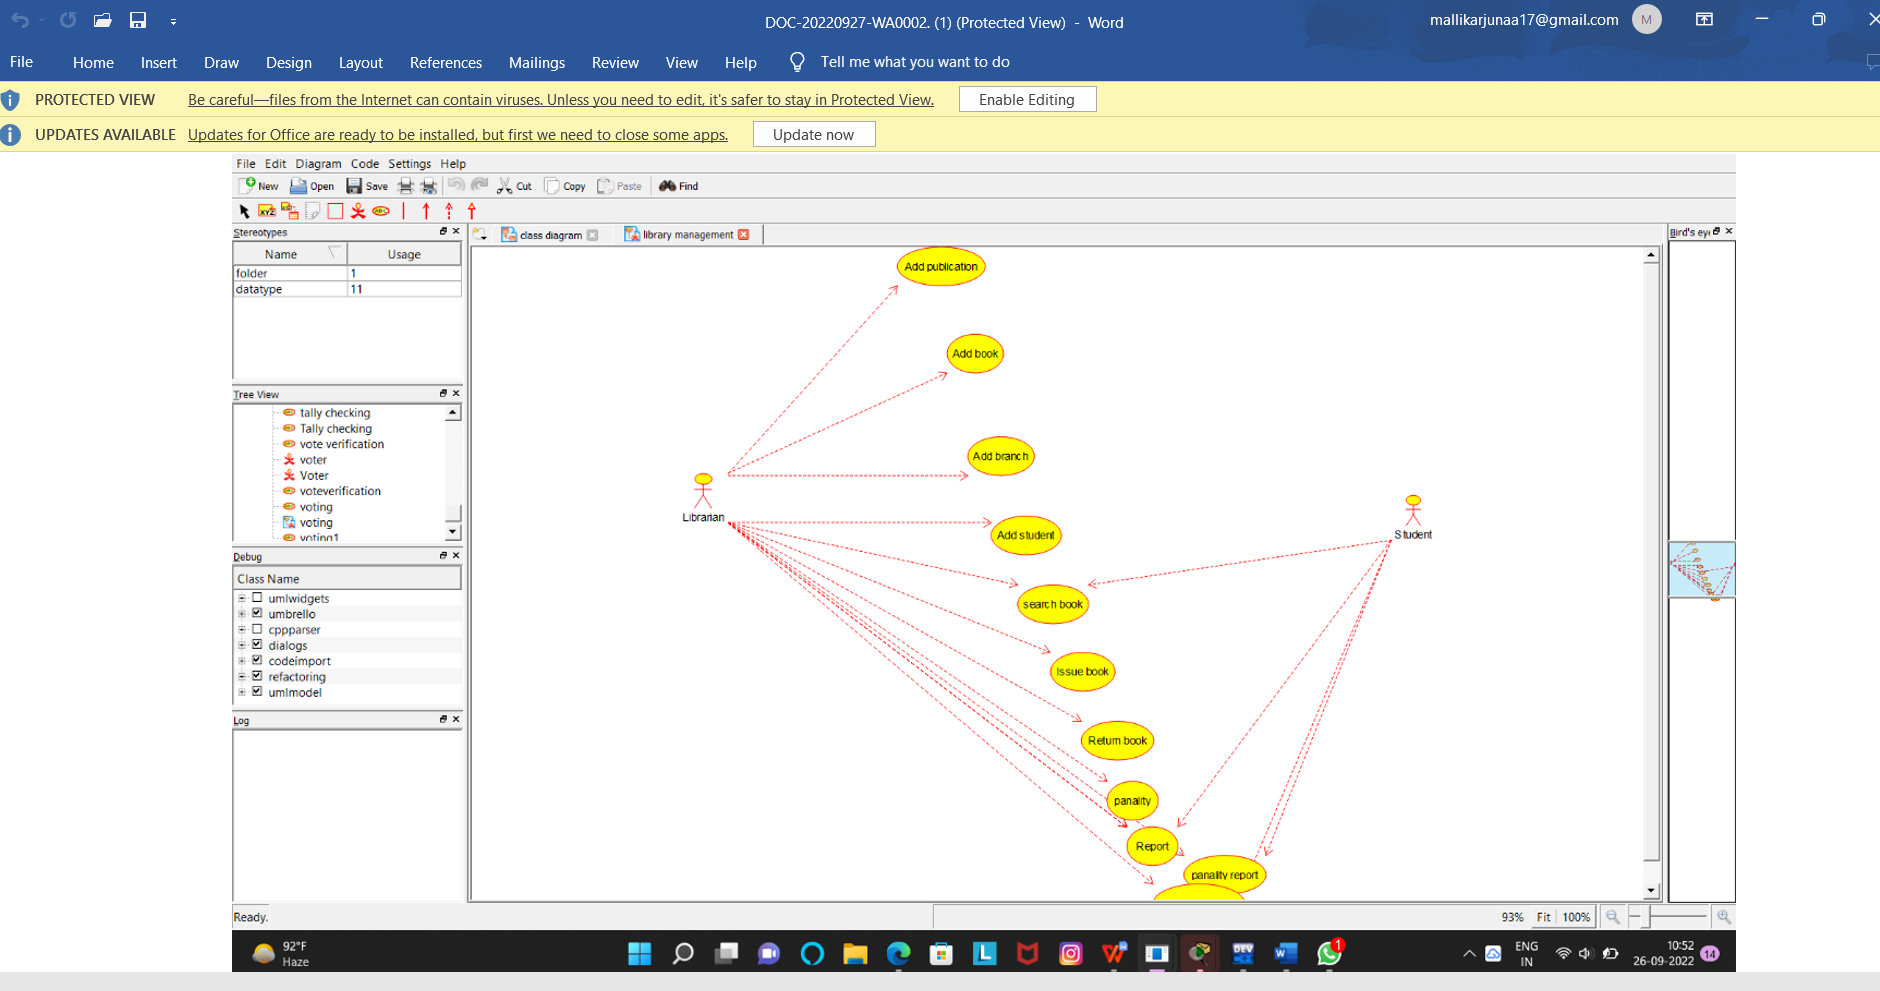 DOC-20220927-WA0002. (1) (Protected View) - Word
mallikarjunaa17@gmail.com
M
File Home Insert Draw Design Layout References Mailings Review View Help Tell me what you want to do
PROTECTED VIEW Be careful—files from the Internet can contain viruses. Unless you need to edit, it's safer to stay in Protected View. Enable Editing
UPDATES AVAILABLE Updates for Office are ready to be installed, but first we need to close some apps. Update now
File Edit Diagram Code Settings Help
New Open Save Cut Copy Paste Find
XYZ ABC
Stereotypes
Name Usage
folder 1
datatype 11
Tree View
tally checking
Tally checking
vote verification
voter
Voter
voteverification
voting
voting
voting1
Debug
Class Name
umlwidgets
umbrello
cppparser
dialogs
codeimport
refactoring
umlmodel
Log
class diagram library management
Bird's eye
Add publication
Add book
Add branch
Librarian
Student
Add student
search book
Issue book
Return book
panality
Report
panality report
Ready.
93% Fit 100%
92°F
Haze
L
DEV
W
1
ENG
IN
10:52
26-09-2022
14